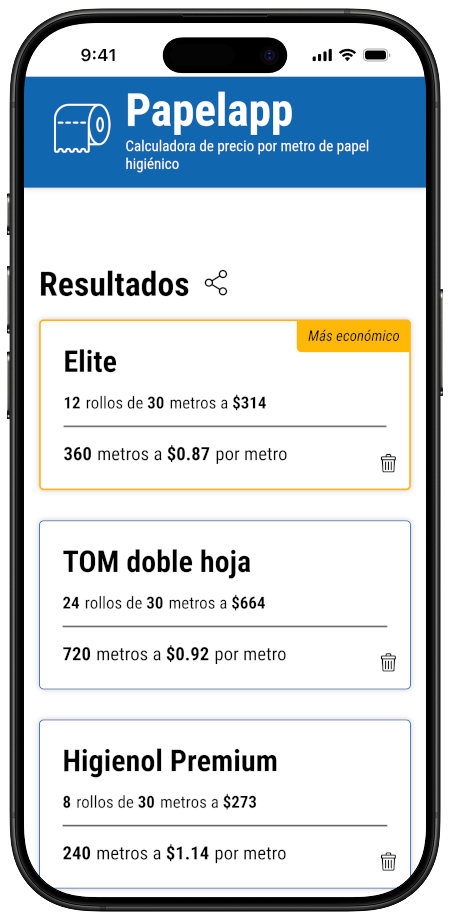 9:41
Papelapp
Calculadora de precio por metro de papel
higiénico
Resultados
Más económico
Elite
12 rollos de 30 metros a $314
360 metros a $0.87 por metro
TOM doble hoja
24 rollos de 30 metros a $664
720 metros a $0.92 por metro
Higienol Premium
8 rollos de 30 metros a $273
240 metros a $1.14 por metro